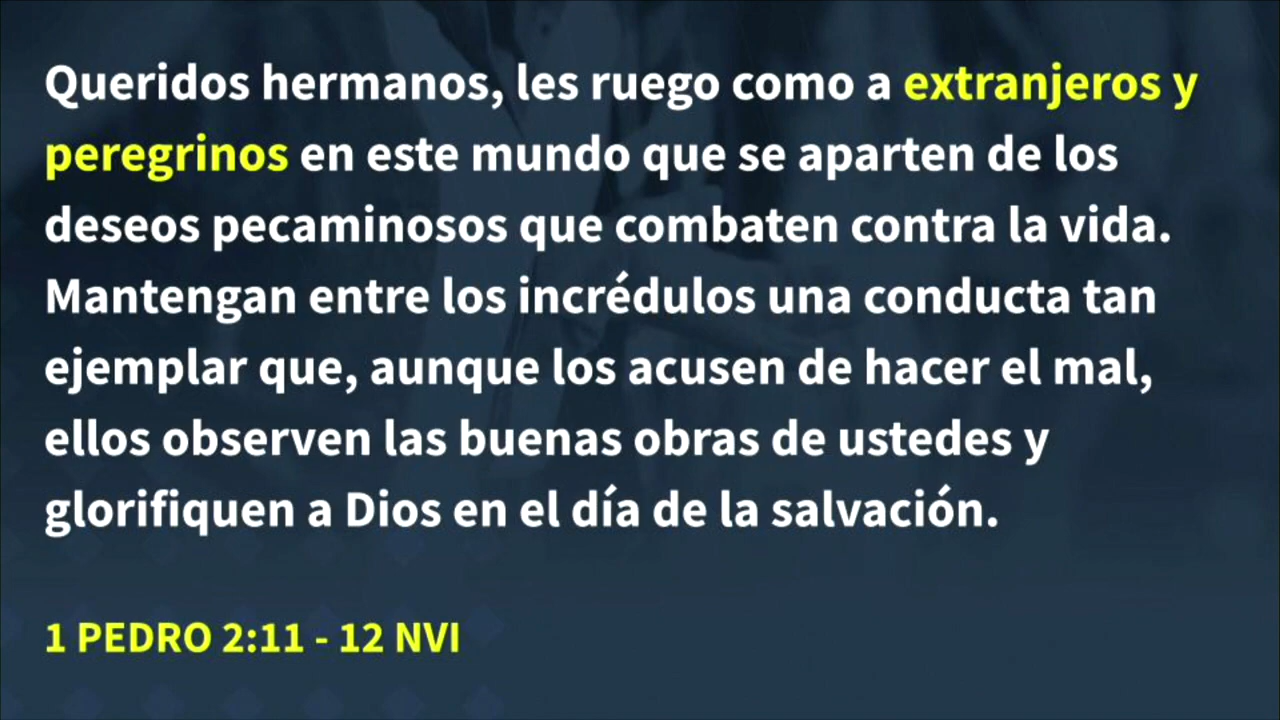 Queridos hermanos, les ruego como a extranjeros y
peregrinos en este mundo que se aparten de los
deseos pecaminosos que combaten contra la vida.
Mantengan entre los incrédulos una conducta tan
ejemplar que, aunque los acusen de hacer el mal,
ellos observen las buenas obras de ustedes y
glorifiquen a Dios en el día de la salvación.
1 PEDRO 2:11 - 12 NVI